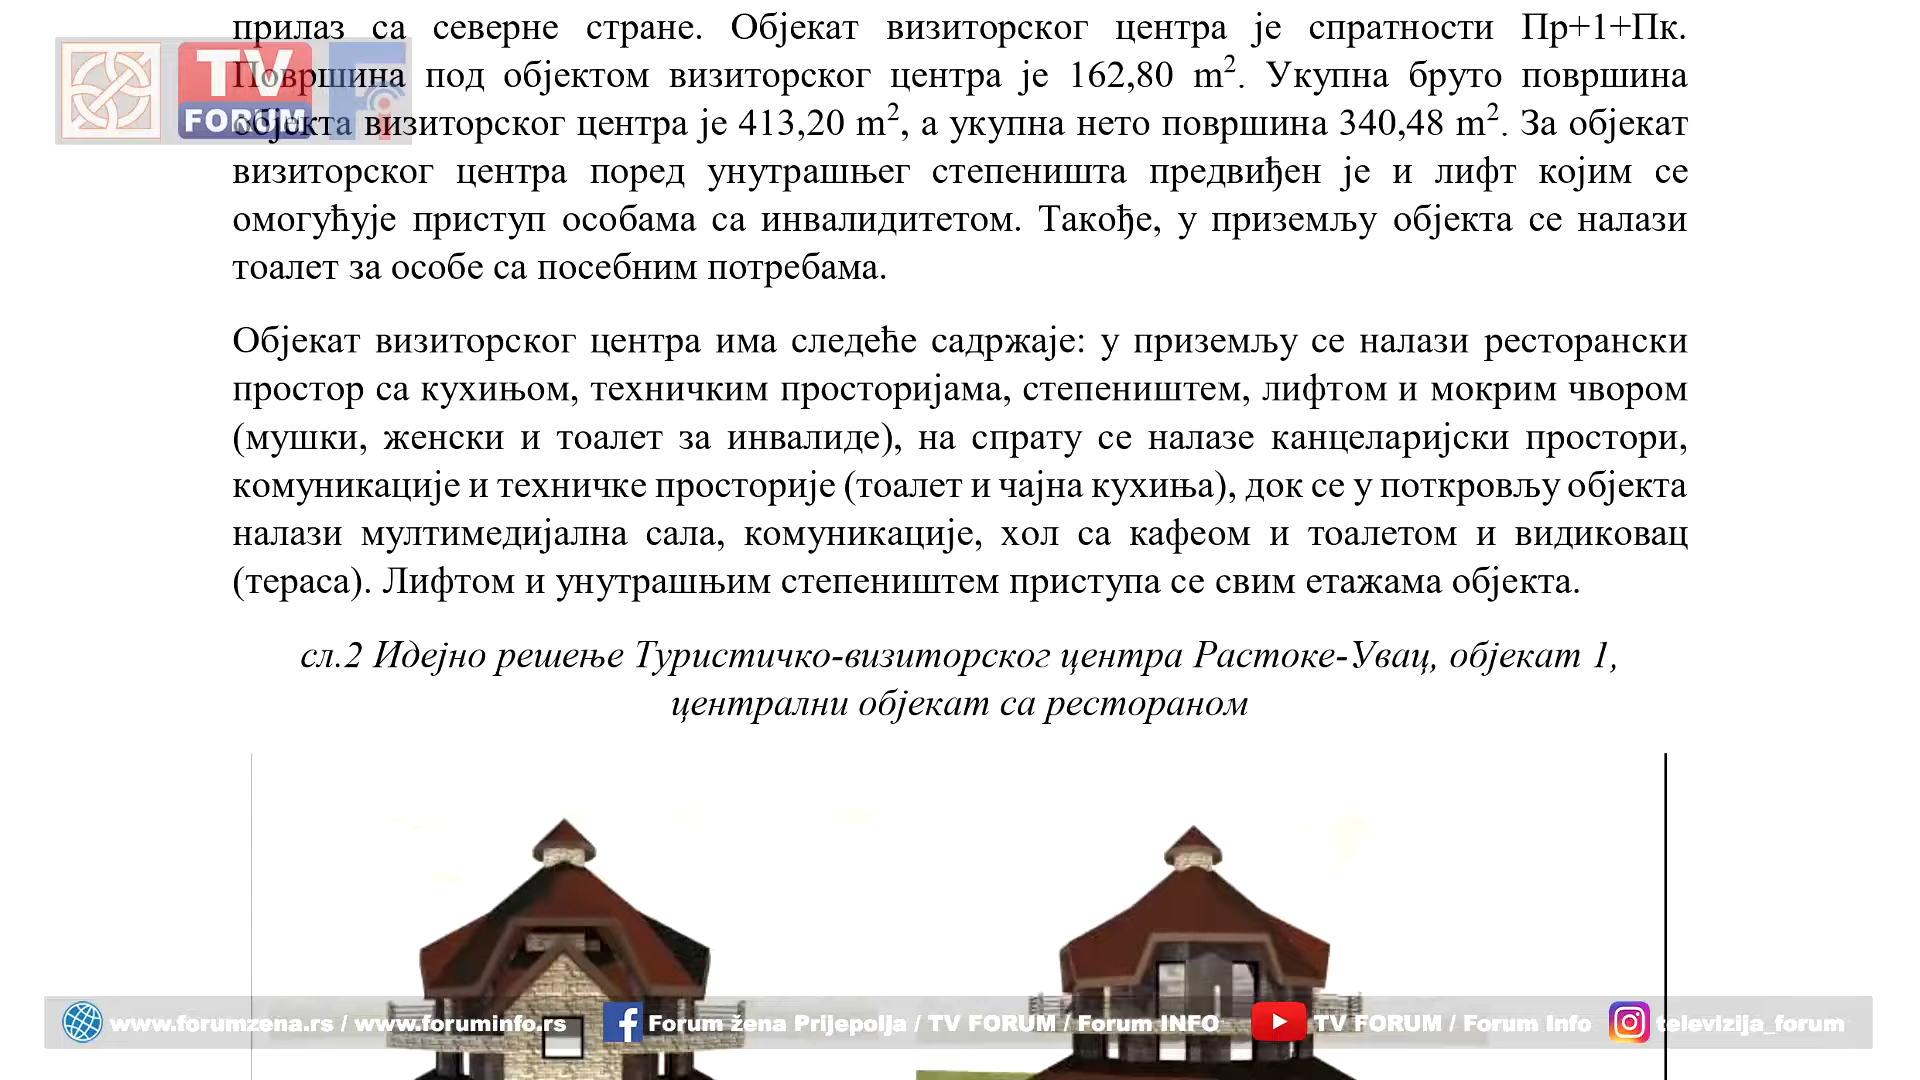 прилаз са северне стране. Објекат визиторског центра је спратности Пр+1+Пк.
Површина под објектом визиторског центра је 162,80 m². Укупна бруто површина
објекта визиторског центра је 413,20 m², а укупна нето површина 340,48 m². За објекат
визиторског центра поред унутрашњег степеништа предвиђен је и лифт којим се
омогућује приступ особама са инвалидитетом. Такође, у приземљу објекта се налази
тоалет за особе са посебним потребама.
Објекат визиторског центра има следеће садржаје: у приземљу се налази ресторански
простор са кухињом, техничким просторијама, степеништем, лифтом и мокрим чвором
(мушки, женски и тоалет за инвалиде), на спрату се налазе канцеларијски простори,
комуникације и техничке просторије (тоалет и чајна кухиња), док се у поткровљу објекта
налази мултимедијална сала, комуникације, хол са кафеом и тоалетом и видиковац
(тераса). Лифтом и унутрашњим степеништем приступа се свим етажама објекта.
сл.2 Идејно решење Туристичко-визиторског центра Растоке-Увац, објекат 1,
централни објекат са рестораном
TV
FORUM
Fi
www.forumzena.rs / www.foruminfo.rs
Forum žena Prijepolja / TV FORUM / Forum INFO
TV FORUM / Forum Info
televizija_forum